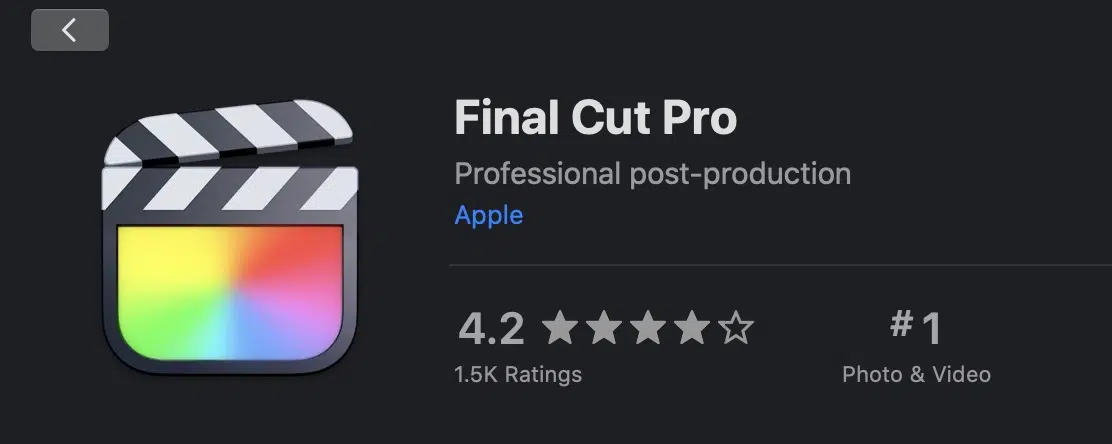 Final Cut Pro
Professional post-production
Apple
4.2
#1
1.5K Ratings
Photo & Video